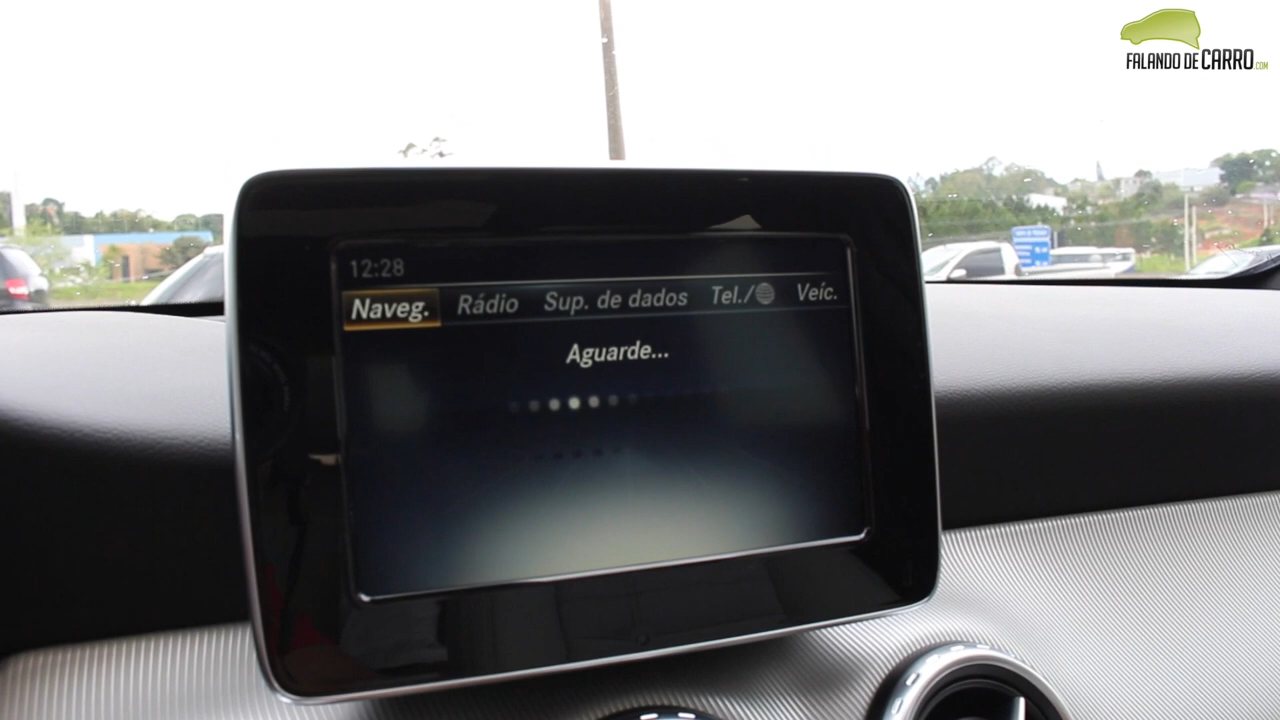 FALANDO DE CARRO.COM
12:28
Naveg. Rádio Sup. de dados Tel./ Veíc.
Aguarde...